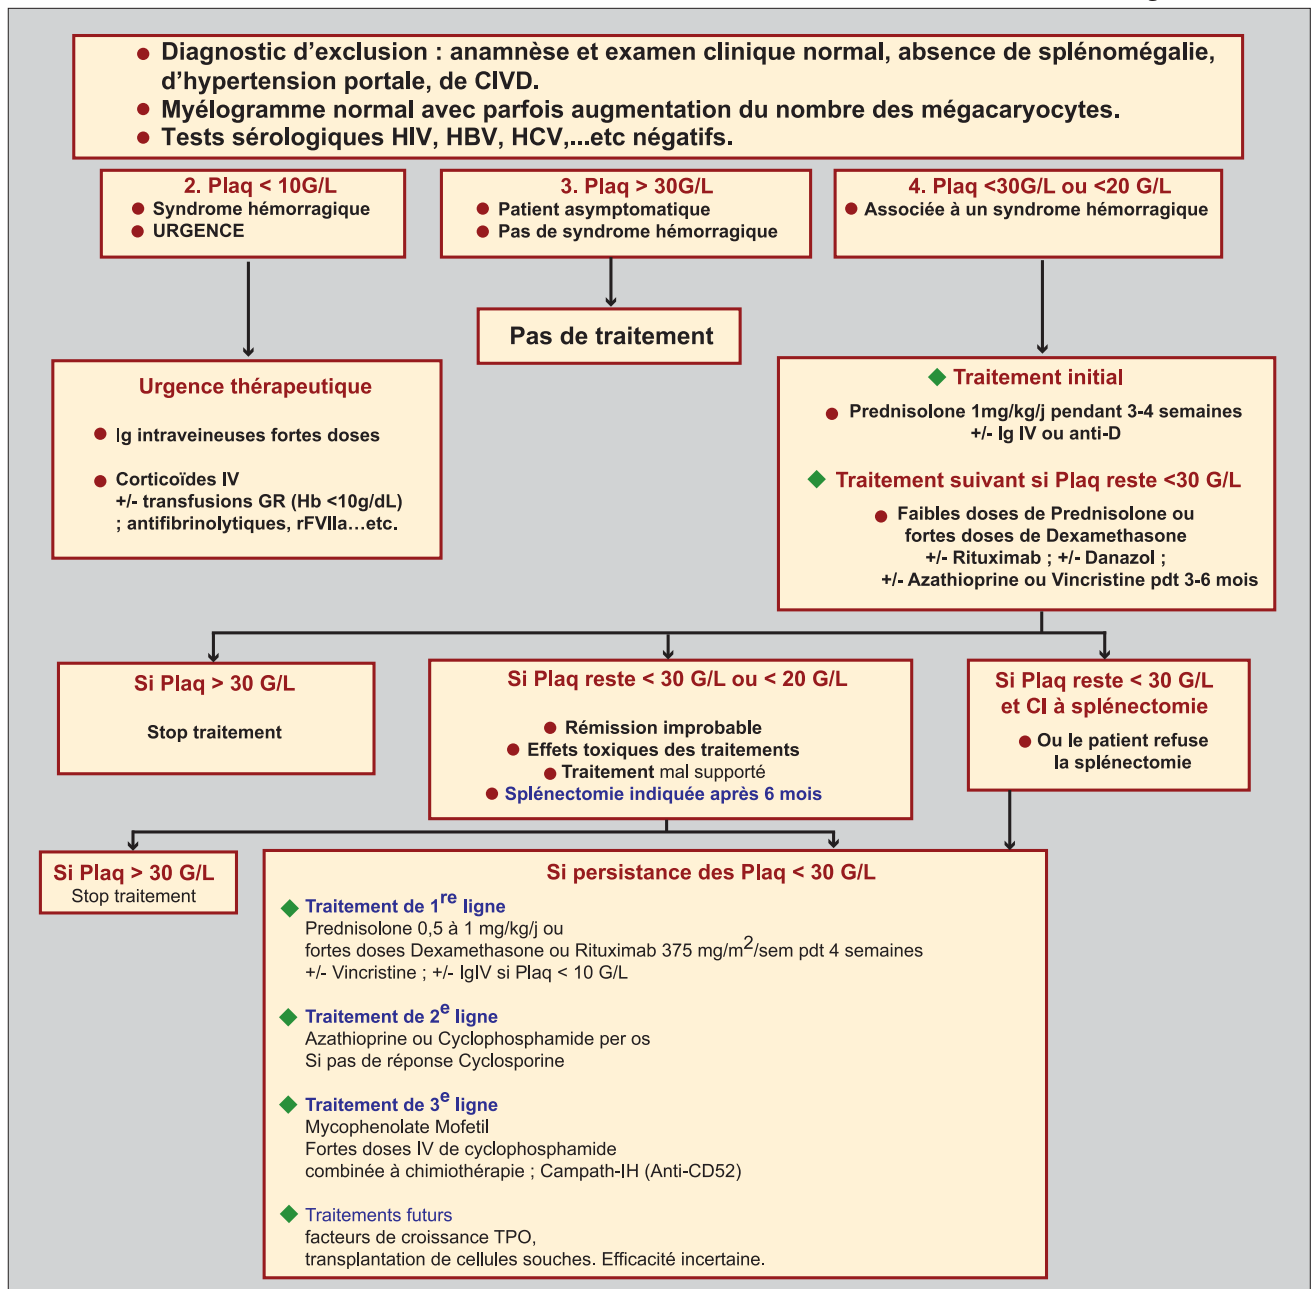 ● Diagnostic d’exclusion : anamnèse et examen clinique normal, absence de splénomégalie,
d’hypertension portale, de CIVD.
● Myélogramme normal avec parfois augmentation du nombre des mégacaryocytes.
● Tests sérologiques HIV, HBV, HCV,...etc négatifs.
2. Plaq < 10G/L
● Syndrome hémorragique
● URGENCE
3. Plaq > 30G/L
● Patient asymptomatique
● Pas de syndrome hémorragique
4. Plaq <30G/L ou <20 G/L
● Associée à un syndrome hémorragique
Urgence thérapeutique
● Ig intraveineuses fortes doses
● Corticoïdes IV
+/- transfusions GR (Hb <10g/dL)
; antifibrinolytiques, rFVIIa…etc.
Pas de traitement
◆ Traitement initial
● Prednisolone 1mg/kg/j pendant 3-4 semaines
+/- Ig IV ou anti-D
◆ Traitement suivant si Plaq reste <30 G/L
● Faibles doses de Prednisolone ou
fortes doses de Dexamethasone
+/- Rituximab ; +/- Danazol ;
+/- Azathioprine ou Vincristine pdt 3-6 mois
Si Plaq > 30 G/L
Stop traitement
Si Plaq reste < 30 G/L ou < 20 G/L
● Rémission improbable
● Effets toxiques des traitements
● Traitement mal supporté
● Splénectomie indiquée après 6 mois
Si Plaq reste < 30 G/L
et CI à splénectomie
● Ou le patient refuse
la splénectomie
Si Plaq > 30 G/L
Stop traitement
Si persistance des Plaq < 30 G/L
◆ Traitement de 1re ligne
Prednisolone 0,5 à 1 mg/kg/j ou
fortes doses Dexamethasone ou Rituximab 375 mg/m2/sem pdt 4 semaines
+/- Vincristine ; +/- IgIV si Plaq < 10 G/L
◆ Traitement de 2e ligne
Azathioprine ou Cyclophosphamide per os
Si pas de réponse Cyclosporine
◆ Traitement de 3e ligne
Mycophenolate Mofetil
Fortes doses IV de cyclophosphamide
combinée à chimiothérapie ; Campath-IH (Anti-CD52)
◆ Traitements futurs
facteurs de croissance TPO,
transplantation de cellules souches. Efficacité incertaine.